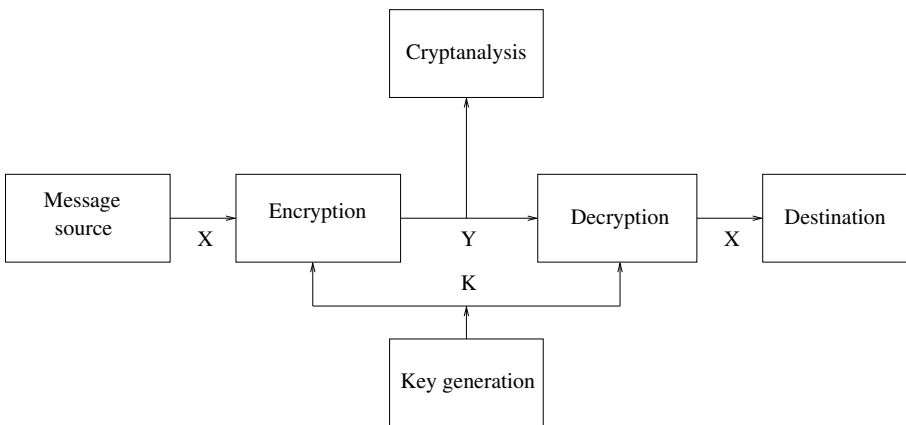 Cryptanalysis
Message
source
Encryption
Decryption
Destination
X
Y
X
K
Key generation